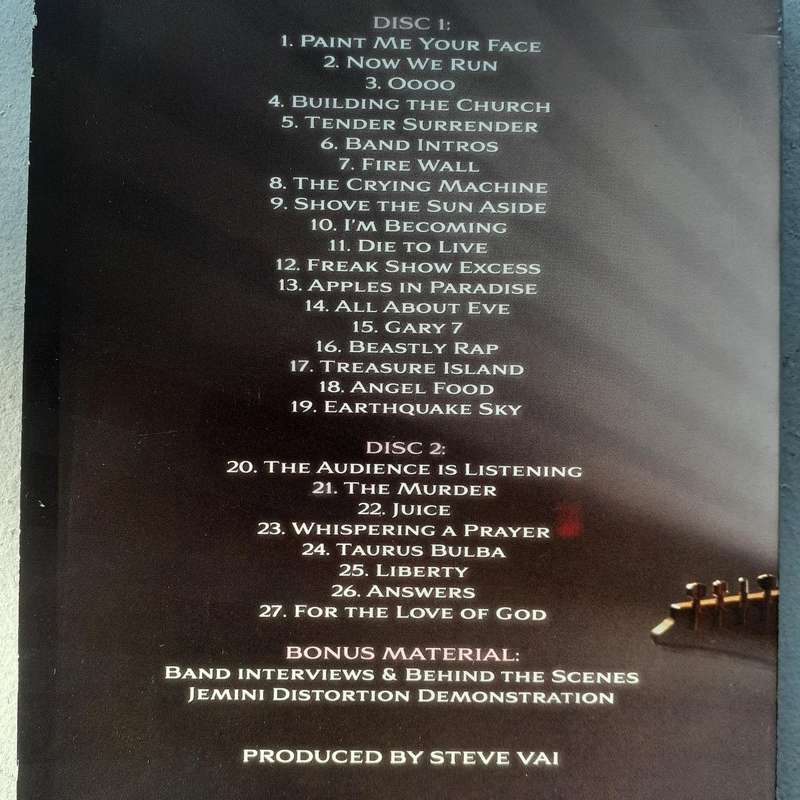 DISC 1:
1. PAINT ME YOUR FACE
2. NOW WE RUN
3. OOOO
4. BUILDING THE CHURCH
5. TENDER SURRENDER
6. BAND INTROS
7. FIRE WALL
8. THE CRYING MACHINE
9. SHOVE THE SUN ASIDE
10. I'M BECOMING
11. DIE TO LIVE
12. FREAK SHOW EXCESS
13. APPLES IN PARADISE
14. ALL ABOUT EVE
15. GARY 7
16. BEASTLY RAP
17. TREASURE ISLAND
18. ANGEL FOOD
19. EARTHQUAKE SKY
DISC 2:
20. THE AUDIENCE IS LISTENING
21. THE MURDER
22. JUICE
23. WHISPERING A PRAYER
24. TAURUS BULBA
25. LIBERTY
26. ANSWERS
27. FOR THE LOVE OF GOD
BONUS MATERIAL:
BAND INTERVIEWS & BEHIND THE SCENES
JEMINI DISTORTION DEMONSTRATION
PRODUCED BY STEVE VAI